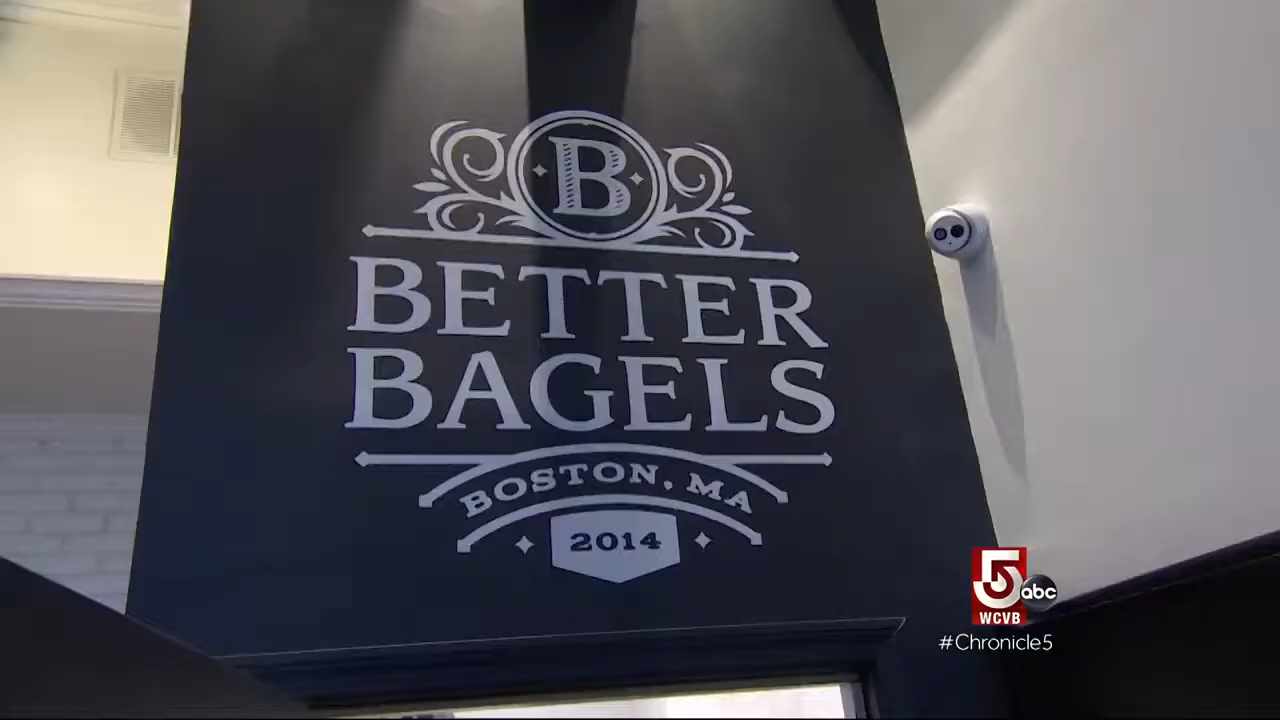 B
BETTER
BAGELS
BOSTON, MA
2014
5
abc
WCVB
#Chronicle5